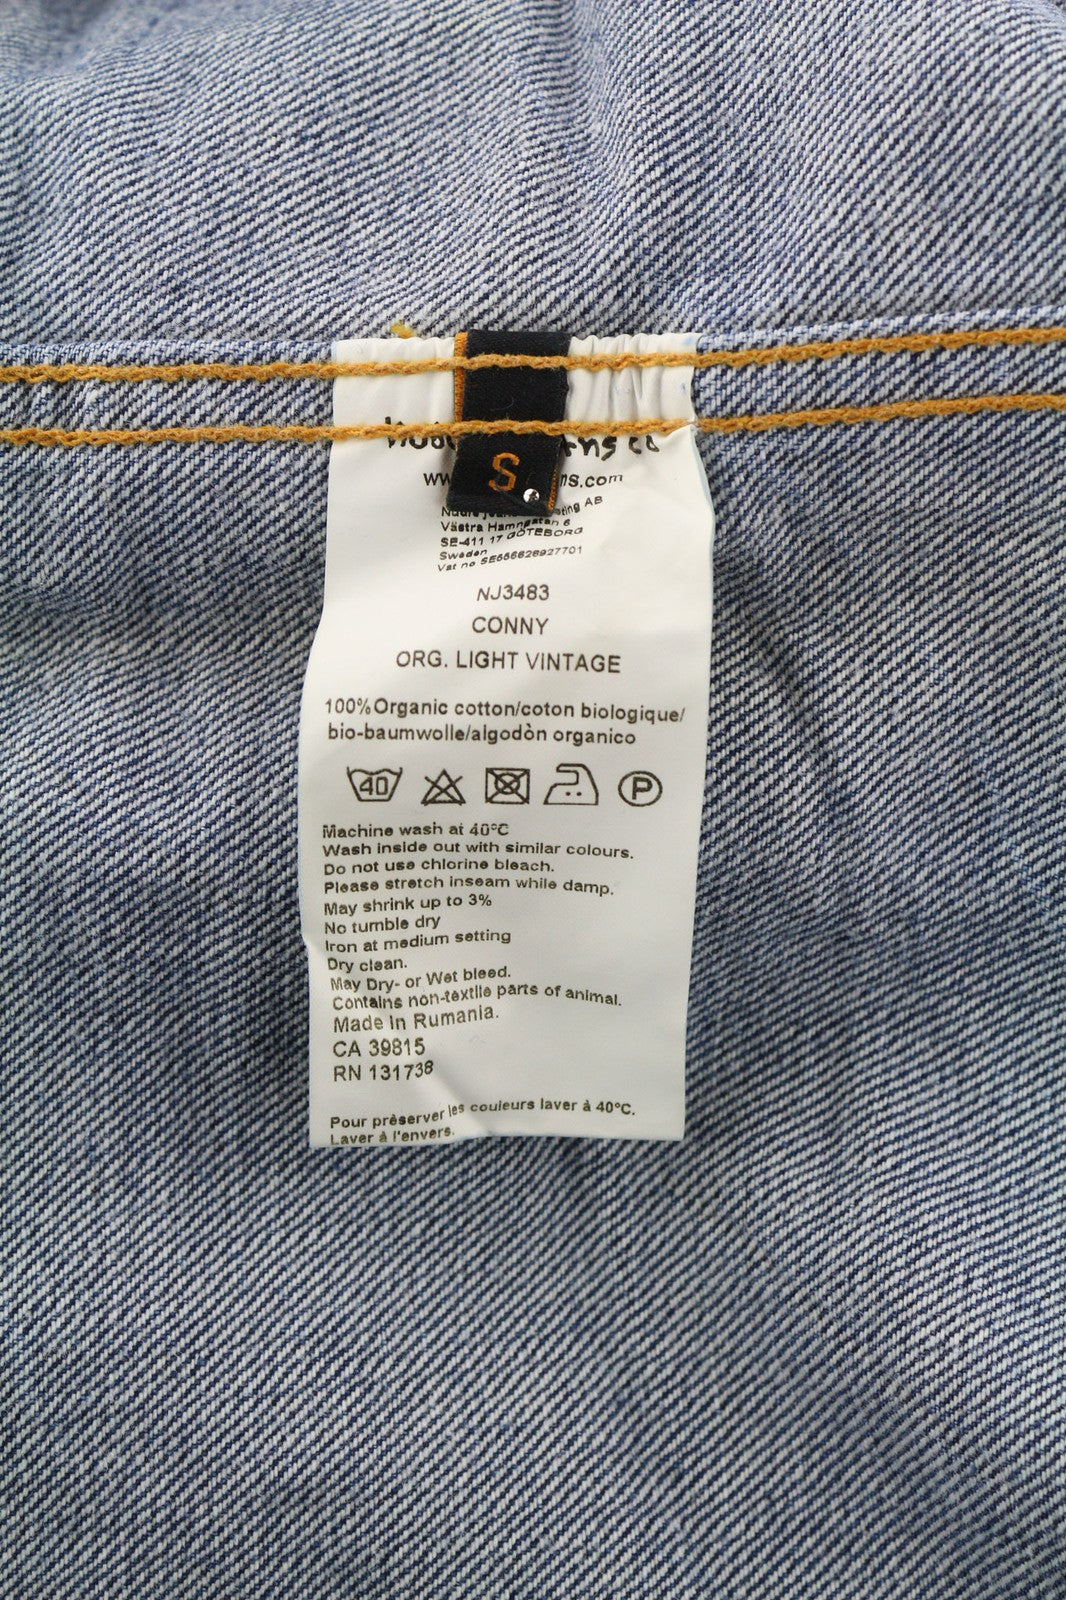 S
NJ3483
CONNY
ORG. LIGHT VINTAGE
AB
Västra Hamngatan 6
SE-411 17 GÖTEBORG
Sweden
Vat no SE556626927701
100%Organic cotton/coton biologique/
bio-baumwolle/algodòn organico
40 P
Machine wash at 40°C
Wash inside out with similar colours.
Do not use chlorine bleach.
Please stretch inseam while damp.
May shrink up to 3%
No tumble dry
Iron at medium setting
Dry clean.
May Dry- or Wet bleed.
Contains non-textile parts of animal.
Made in Rumania.
CA 39815
RN 131738
Pour prèserver les couleurs laver à 40°C.
Laver à l'envers.